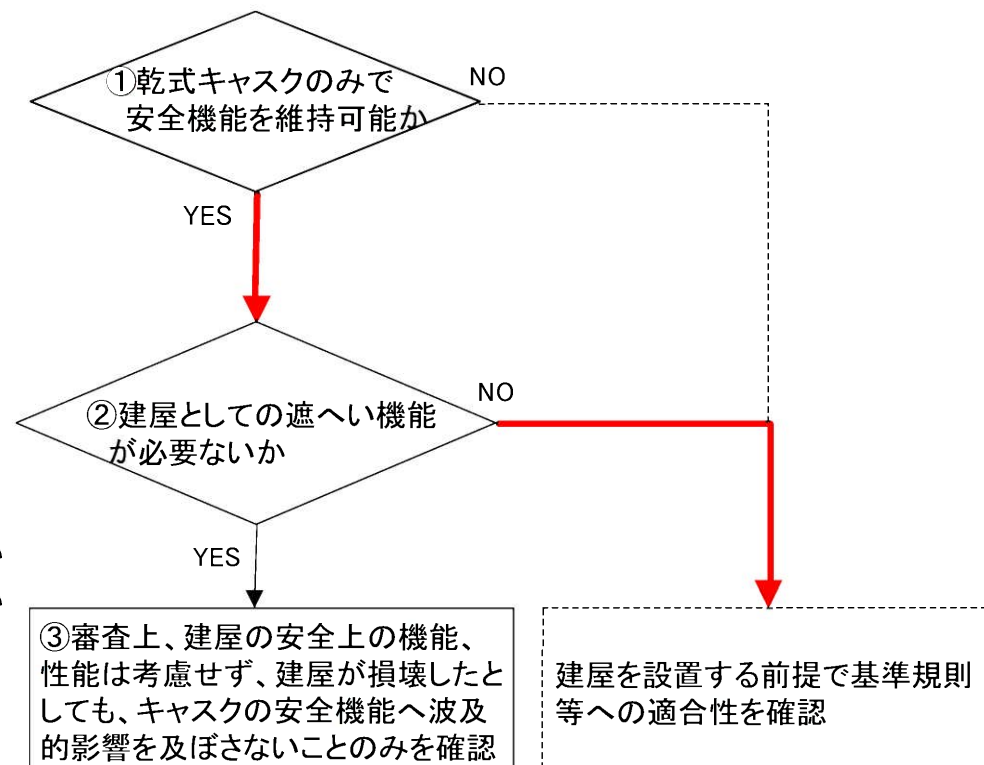 ①乾式キャスクのみで
安全機能を維持可能か
NO
YES
②建屋としての遮へい機能
が必要ないか
NO
YES
③審査上、建屋の安全上の機能、
性能は考慮せず、建屋が損壊したと
しても、キャスクの安全機能へ波及
的影響を及ぼさないことのみを確認
建屋を設置する前提で基準規則
等への適合性を確認